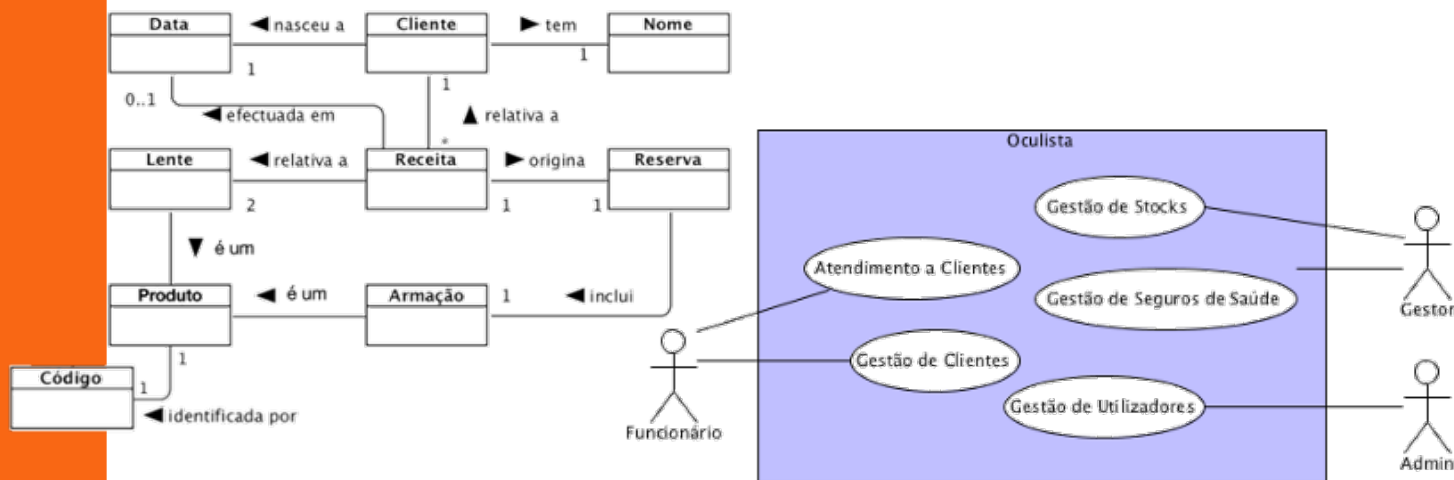 Data
◄ nasceu a
Cliente
► tem
Nome
1
1
0..1
1
◄ efectuada em
▲ relativa a
*
Lente
◄ relativa a
Receita
► origina
Reserva
2
1
1
▼ é um
Produto
◄ é um
Armação
1
◄ inclui
1
Código
1
◄ identificada por
Oculista
Gestão de Stocks
Atendimento a Clientes
Gestão de Seguros de Saúde
Gestor
Gestão de Clientes
Gestão de Utilizadores
Funcionário
Admin